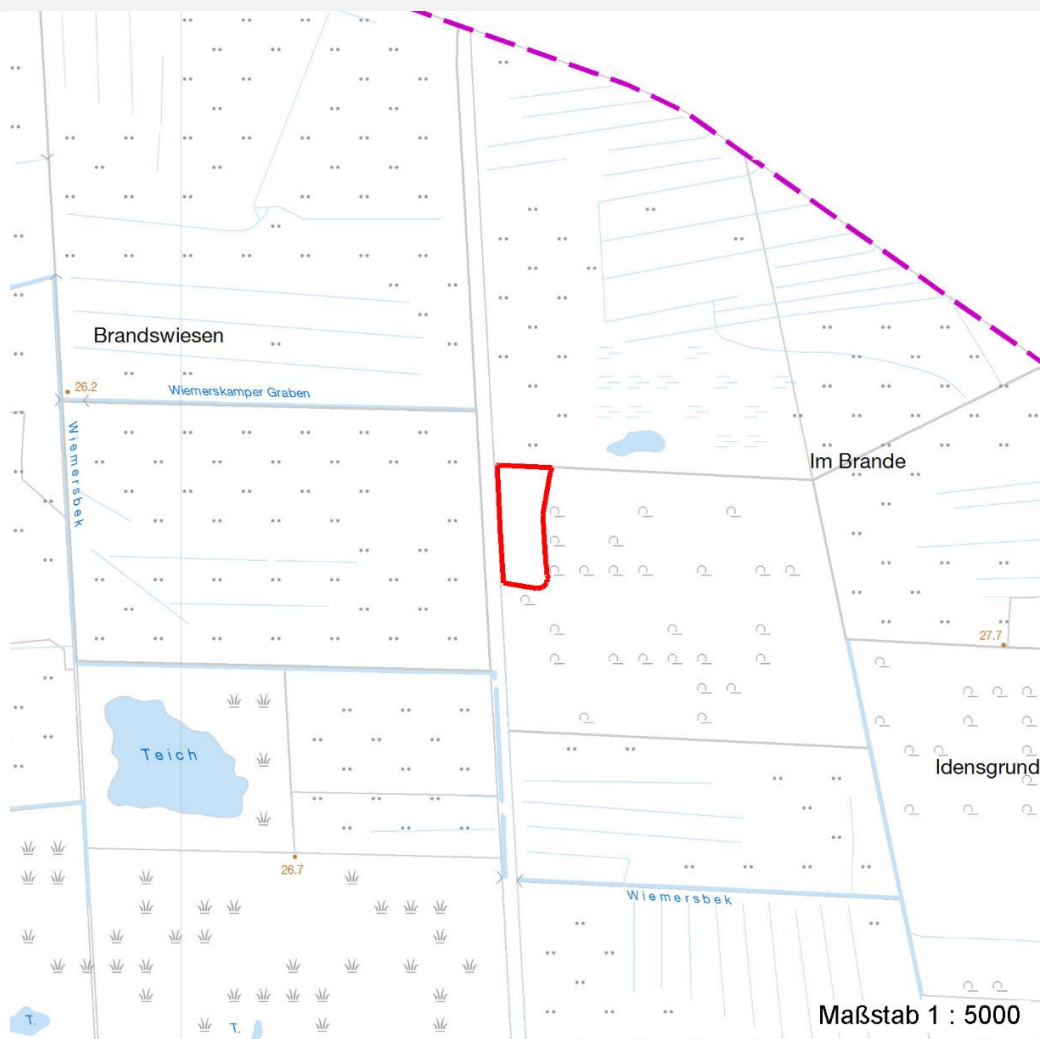 Brandswiesen
26.2
Wiemerskamper Graben
Wiemersbek
Im Brande
27.7
Teich
Idensgrund
26.7
Wiemersbek
T.
T.
Maßstab 1 : 5000